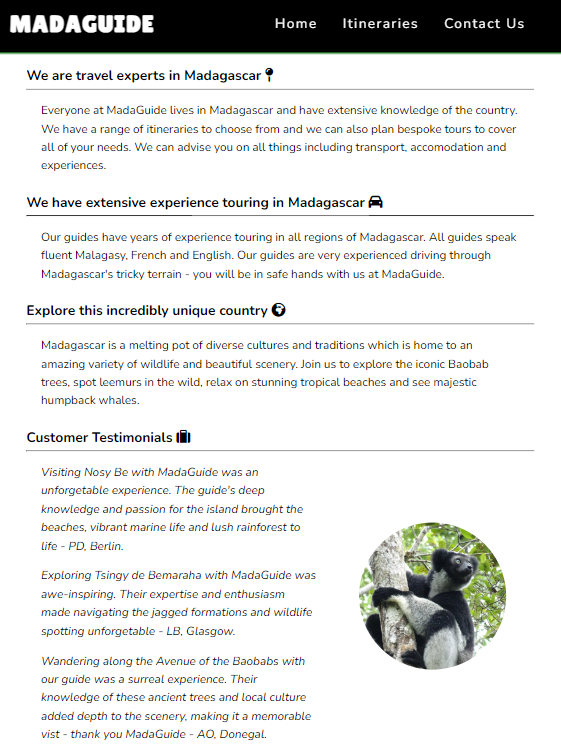 MADAGUIDE
Home Itineraries Contact Us
We are travel experts in Madagascar
Everyone at MadaGuide lives in Madagascar and have extensive knowledge of the country.
We have a range of itineraries to choose from and we can also plan bespoke tours to cover
all of your needs. We can advise you on all things including transport, accomodation and
experiences.
We have extensive experience touring in Madagascar
Our guides have years of experience touring in all regions of Madagascar. All guides speak
fluent Malagasy, French and English. Our guides are very experienced driving through
Madagascar's tricky terrain - you will be in safe hands with us at MadaGuide.
Explore this incredibly unique country
Madagascar is a melting pot of diverse cultures and traditions which is home to an
amazing variety of wildlife and beautiful scenery. Join us to explore the iconic Baobab
trees, spot leemurs in the wild, relax on stunning tropical beaches and see majestic
humpback whales.
Customer Testimonials
Visiting Nosy Be with MadaGuide was an
unforgetable experience. The guide's deep
knowledge and passion for the island brought the
beaches, vibrant marine life and lush rainforest to
life - PD, Berlin.
Exploring Tsingy de Bemaraha with MadaGuide was
awe-inspiring. Their expertise and enthusiasm
made navigating the jagged formations and wildlife
spotting unforgetable - LB, Glasgow.
Wandering along the Avenue of the Baobabs with
our guide was a surreal experience. Their
knowledge of these ancient trees and local culture
added depth to the scenery, making it a memorable
vist - thank you MadaGuide - AO, Donegal.